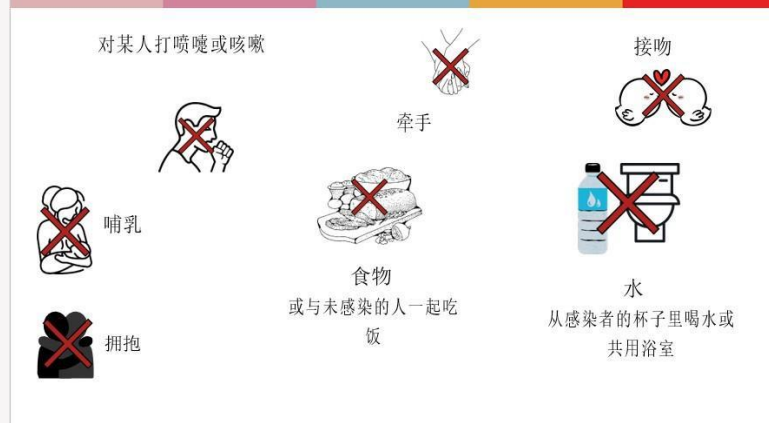 对某人打喷嚏或咳嗽
牵手
接吻
哺乳
拥抱
食物
或与未感染的人一起吃
饭
水
从感染者的杯子里喝水或
共用浴室